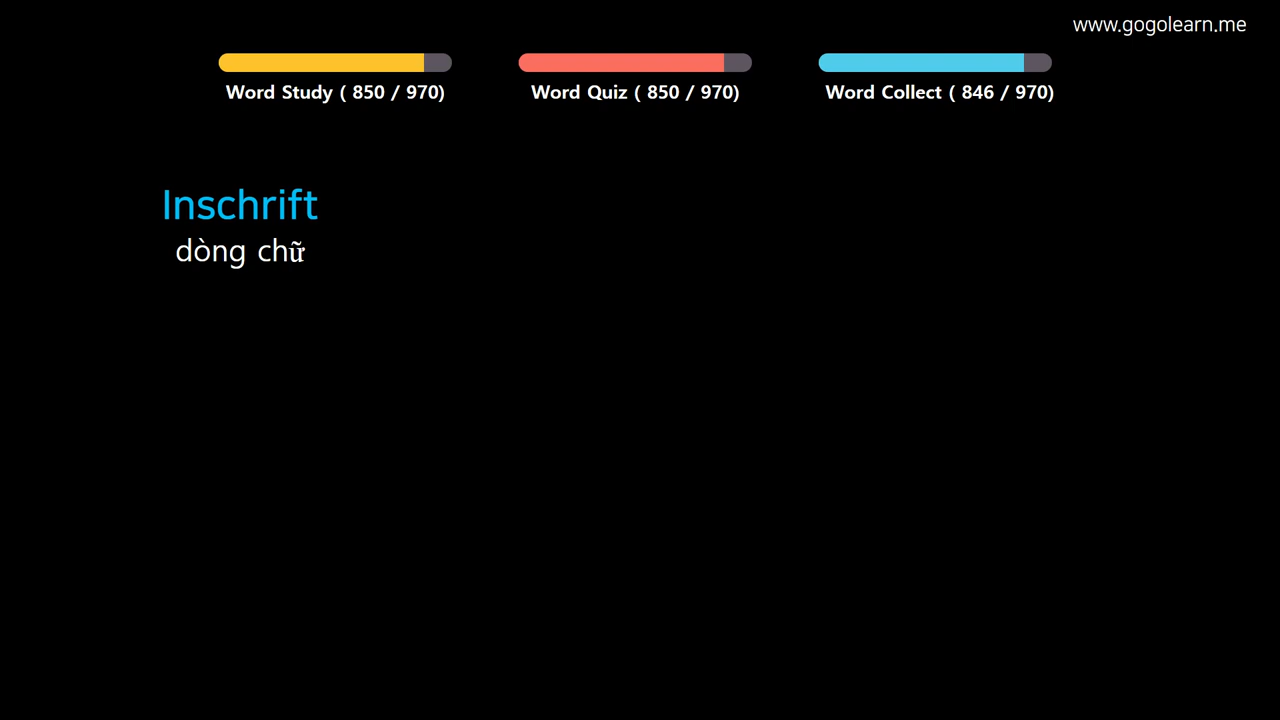 www.gogolearn.me
Word Study ( 850 / 970)
Word Quiz ( 850 / 970)
Word Collect ( 846 / 970)
Inschrift
dòng chữ